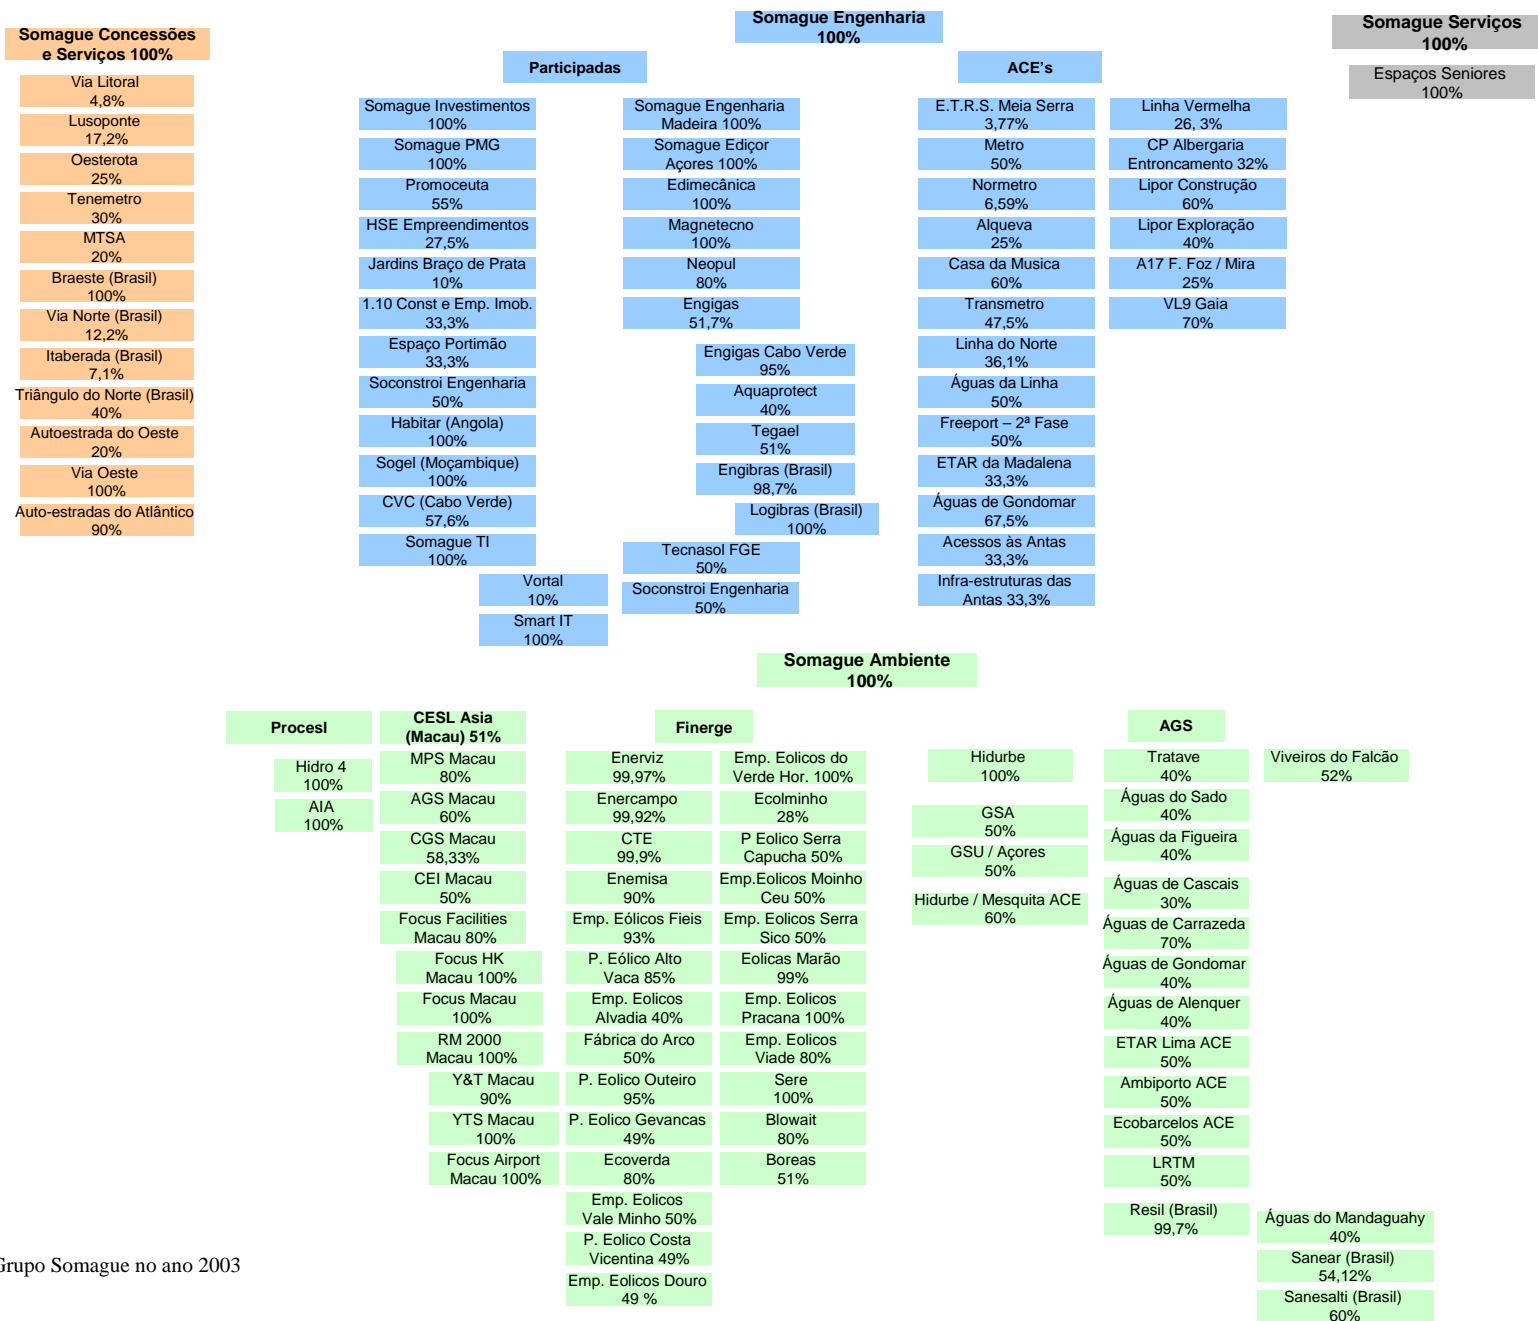 Somague Concessões
e Serviços 100%
Via Litoral
4,8%
Lusoponte
17,2%
Oesterota
25%
Tenemetro
30%
MTSA
20%
Braeste (Brasil)
100%
Via Norte (Brasil)
12,2%
Itaberada (Brasil)
7,1%
Triângulo do Norte (Brasil)
40%
Autoestrada do Oeste
20%
Via Oeste
100%
Auto-estradas do Atlântico
90%
Somague Engenharia
100%
Participadas
Somague Investimentos
100%
Somague PMG
100%
Promoceuta
55%
HSE Empreendimentos
27,5%
Jardins Braço de Prata
10%
1.10 Const e Emp. Imob.
33,3%
Espaço Portimão
33,3%
Soconstroi Engenharia
50%
Habitar (Angola)
100%
Sogel (Moçambique)
100%
CVC (Cabo Verde)
57,6%
Somague TI
100%
Vortal
10%
Smart IT
100%
Somague Engenharia
Madeira 100%
Somague Ediçor
Açores 100%
Edimecânica
100%
Magnetecno
100%
Neopul
80%
Engigas
51,7%
Engigas Cabo Verde
95%
Aquaprotect
40%
Tegael
51%
Engibras (Brasil)
98,7%
Logibras (Brasil)
100%
Tecnasol FGE
50%
Soconstroi Engenharia
50%
ACE's
E.T.R.S. Meia Serra
3,77%
Metro
50%
Normetro
6,59%
Alqueva
25%
Casa da Musica
60%
Transmetro
47,5%
Linha do Norte
36,1%
Águas da Linha
50%
Freeport – 2ª Fase
50%
ETAR da Madalena
33,3%
Águas de Gondomar
67,5%
Acessos às Antas
33,3%
Infra-estruturas das
Antas 33,3%
Linha Vermelha
26, 3%
CP Albergaria
Entroncamento 32%
Lipor Construção
60%
Lipor Exploração
40%
A17 F. Foz / Mira
25%
VL9 Gaia
70%
Somague Serviços
100%
Espaços Seniores
100%
Somague Ambiente
100%
Procesl
Hidro 4
100%
AIA
100%
CESL Asia
(Macau) 51%
MPS Macau
80%
AGS Macau
60%
CGS Macau
58,33%
CEI Macau
50%
Focus Facilities
Macau 80%
Focus HK
Macau 100%
Focus Macau
100%
RM 2000
Macau 100%
Y&T Macau
90%
YTS Macau
100%
Focus Airport
Macau 100%
Finerge
Enerviz
99,97%
Enercampo
99,92%
CTE
99,9%
Enemisa
90%
Emp. Eólicos Fieis
93%
P. Eólico Alto
Vaca 85%
Emp. Eolicos
Alvadia 40%
Fábrica do Arco
50%
P. Eolico Outeiro
95%
P. Eolico Gevancas
49%
Ecoverda
80%
Emp. Eolicos
Vale Minho 50%
P. Eolico Costa
Vicentina 49%
Emp. Eolicos Douro
49 %
Emp. Eolicos do
Verde Hor. 100%
Ecolminho
28%
P Eolico Serra
Capucha 50%
Emp.Eolicos Moinho
Ceu 50%
Emp. Eolicos Serra
Sico 50%
Eolicas Marão
99%
Emp. Eolicos
Pracana 100%
Emp. Eolicos
Viade 80%
Sere
100%
Blowait
80%
Boreas
51%
AGS
Hidurbe
100%
GSA
50%
GSU / Açores
50%
Hidurbe / Mesquita ACE
60%
Tratave
40%
Águas do Sado
40%
Águas da Figueira
40%
Águas de Cascais
30%
Águas de Carrazeda
70%
Águas de Gondomar
40%
Águas de Alenquer
40%
ETAR Lima ACE
50%
Ambiporto ACE
50%
Ecobarcelos ACE
50%
LRTM
50%
Resil (Brasil)
99,7%
Viveiros do Falcão
52%
Águas do Mandaguahy
40%
Sanear (Brasil)
54,12%
Sanesalti (Brasil)
60%
Grupo Somague no ano 2003